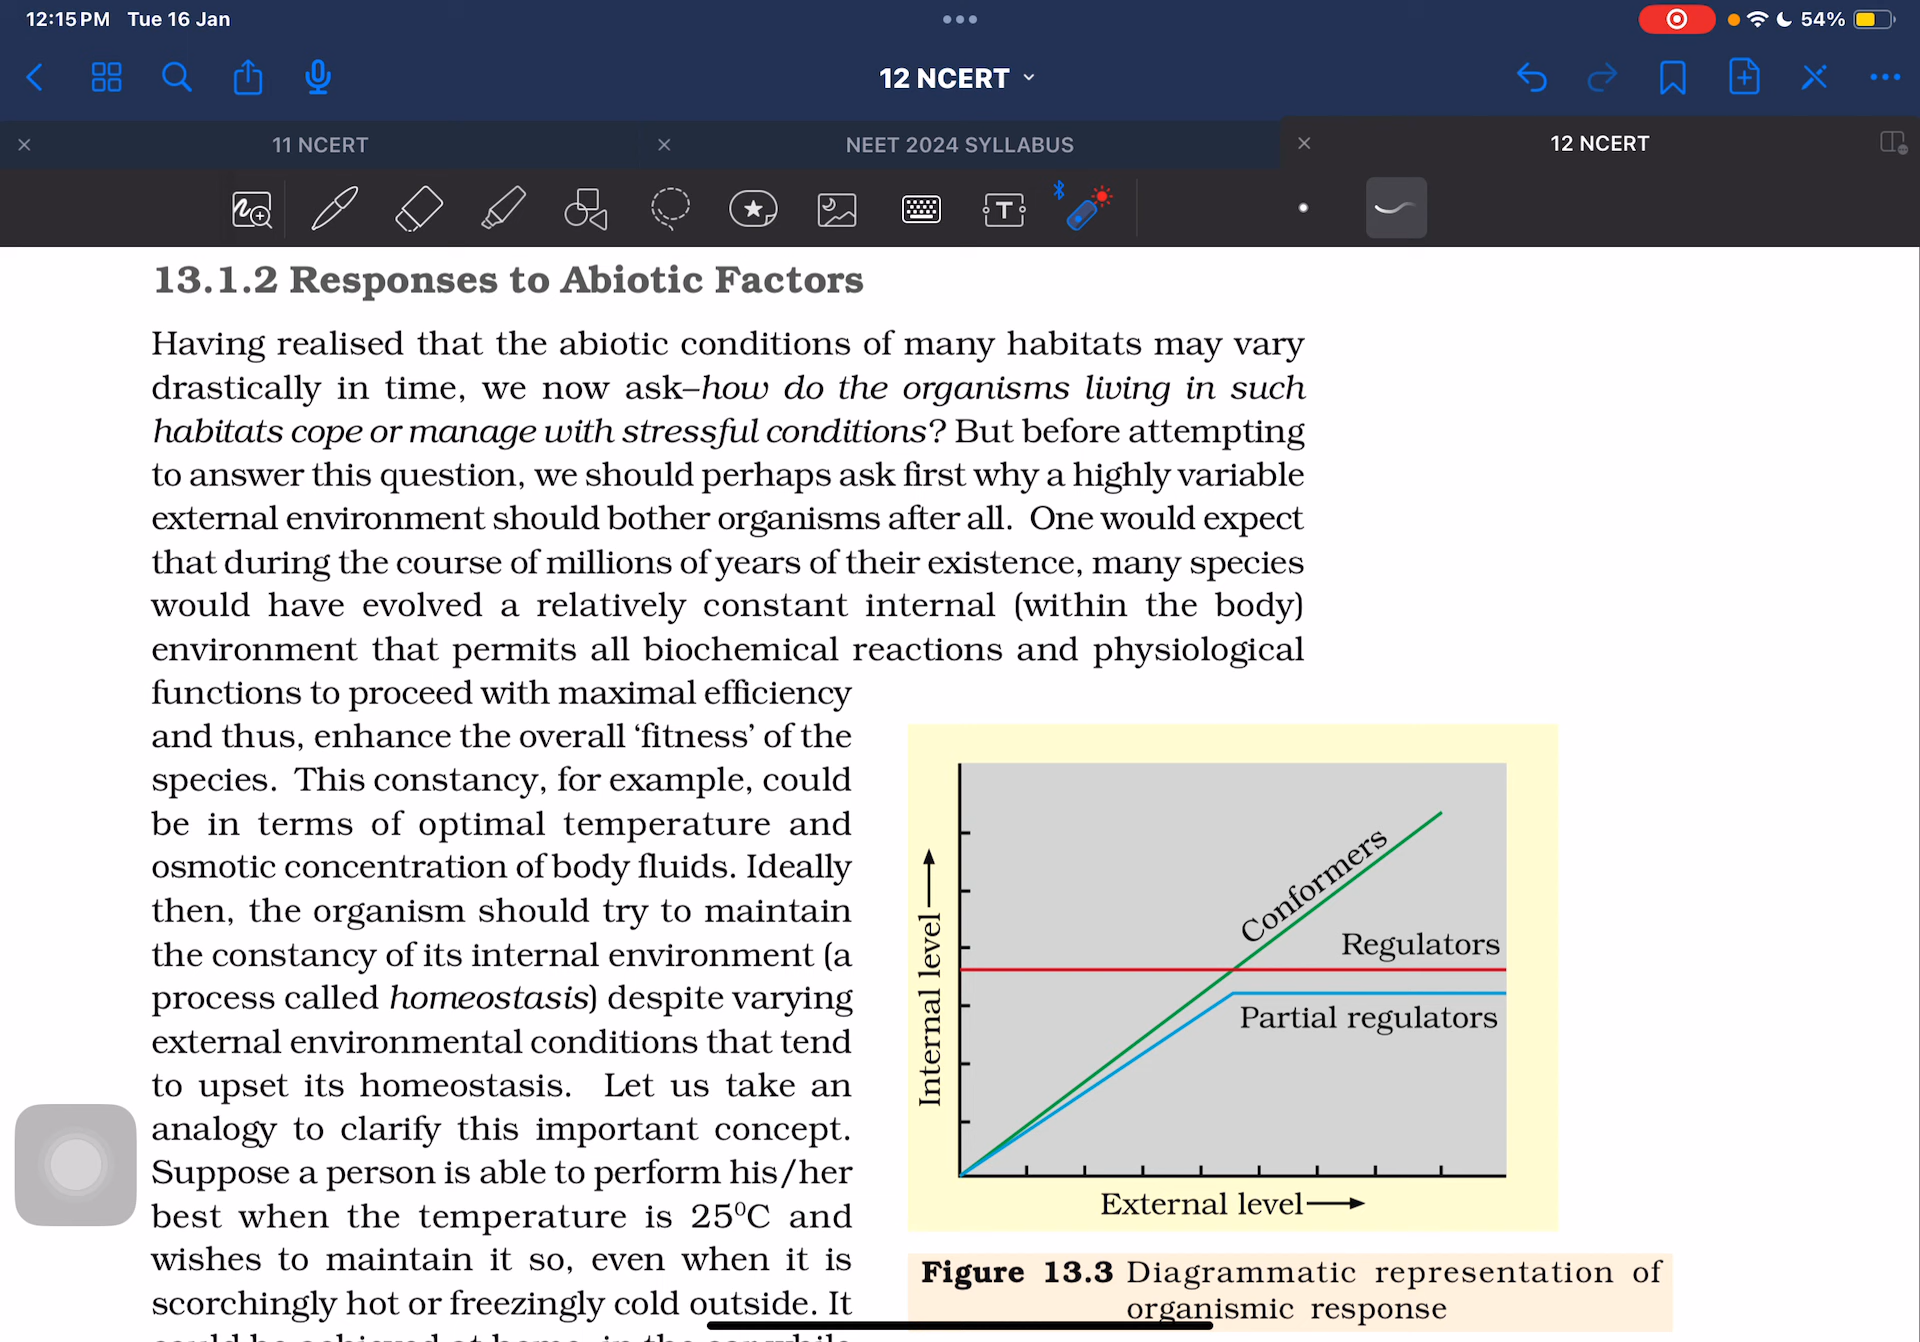 12:15 PM Tue 16 Jan
54%
12 NCERT
11 NCERT
NEET 2024 SYLLABUS
12 NCERT
13.1.2 Responses to Abiotic Factors
Having realised that the abiotic conditions of many habitats may vary
drastically in time, we now ask–how do the organisms living in such
habitats cope or manage with stressful conditions? But before attempting
to answer this question, we should perhaps ask first why a highly variable
external environment should bother organisms after all. One would expect
that during the course of millions of years of their existence, many species
would have evolved a relatively constant internal (within the body)
environment that permits all biochemical reactions and physiological
functions to proceed with maximal efficiency
and thus, enhance the overall ‘fitness’ of the
species. This constancy, for example, could
be in terms of optimal temperature and
osmotic concentration of body fluids. Ideally
then, the organism should try to maintain
the constancy of its internal environment (a
process called homeostasis) despite varying
external environmental conditions that tend
to upset its homeostasis. Let us take an
analogy to clarify this important concept.
Suppose a person is able to perform his/her
best when the temperature is 25⁰C and
wishes to maintain it so, even when it is
scorchingly hot or freezingly cold outside. It
Internal level
Conformers
Regulators
Partial regulators
External level
Figure 13.3 Diagrammatic representation of
organismic response